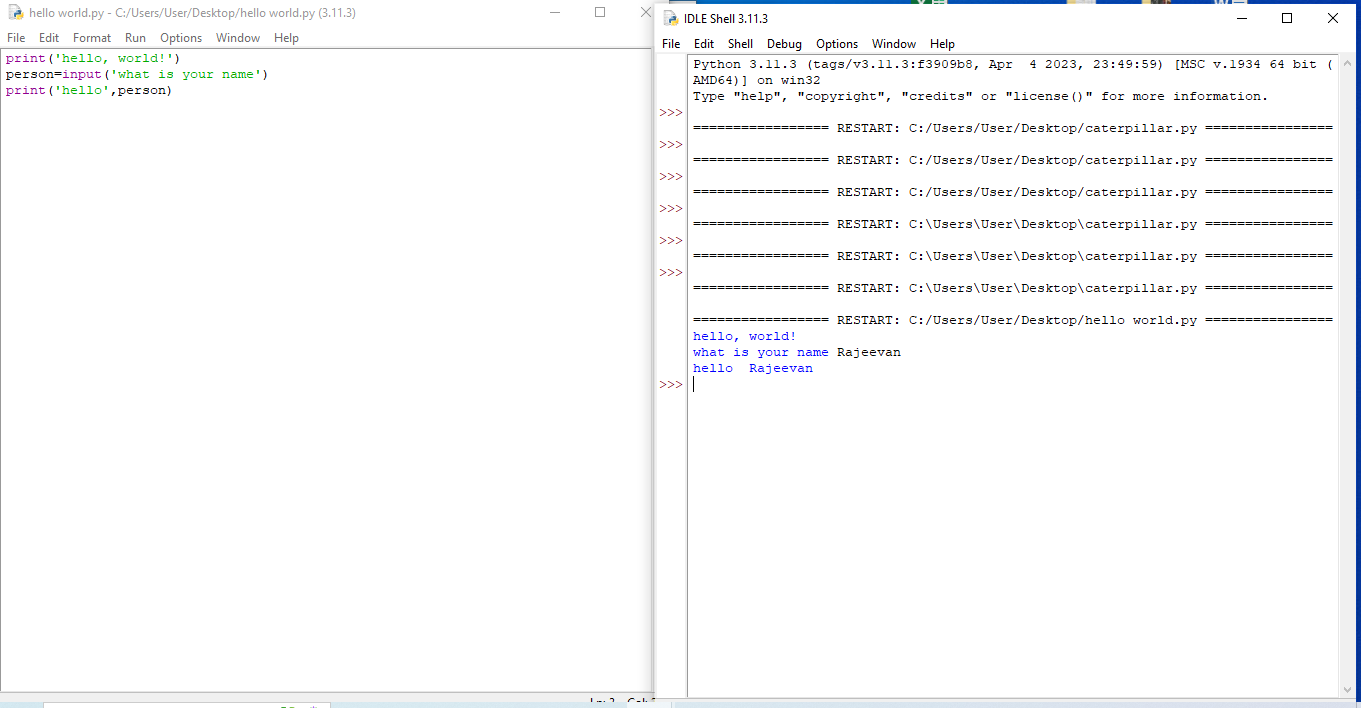 hello world.py - C:/Users/User/Desktop/hello world.py (3.11.3)
File Edit Format Run Options Window Help
print('hello, world!')
person=input('what is your name')
print('hello',person)
IDLE Shell 3.11.3
File Edit Shell Debug Options Window Help
Python 3.11.3 (tags/v3.11.3:f3909b8, Apr  4 2023, 23:49:59) [MSC v.1934 64 bit (
AMD64)] on win32
Type "help", "copyright", "credits" or "license()" for more information.
>>>
================= RESTART: C:/Users/User/Desktop/caterpillar.py ================
>>>
================= RESTART: C:/Users/User/Desktop/caterpillar.py ================
>>>
================= RESTART: C:/Users/User/Desktop/caterpillar.py ================
>>>
================= RESTART: C:\Users\User\Desktop\caterpillar.py ================
>>>
================= RESTART: C:\Users\User\Desktop\caterpillar.py ================
>>>
================= RESTART: C:\Users\User\Desktop\caterpillar.py ================
================= RESTART: C:/Users/User/Desktop/hello world.py ================
hello, world!
what is your name Rajeevan
hello  Rajeevan
>>>